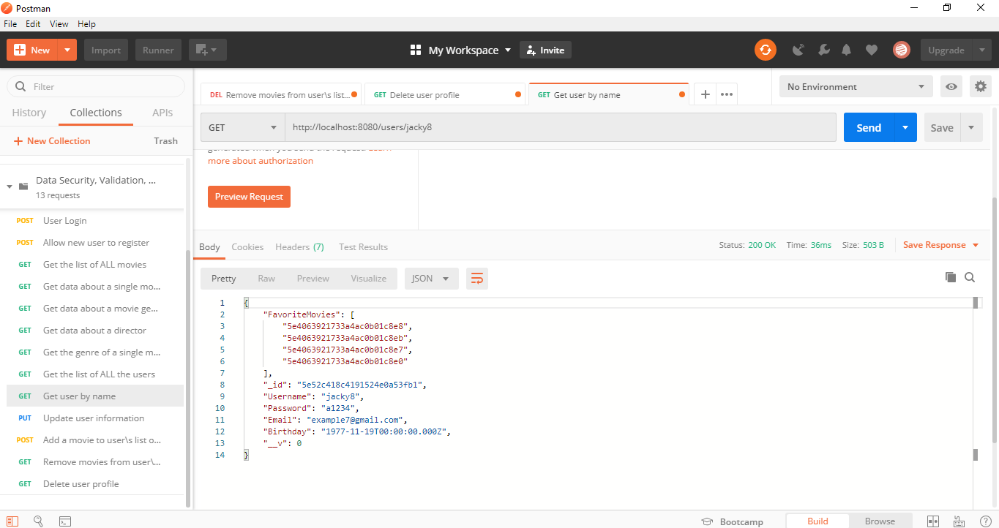 Postman
File Edit View Help
New Import Runner My Workspace Invite Upgrade
Filter
History Collections APIs
New Collection Trash
Data Security, Validation, ...
13 requests
POST User Login
POST Allow new user to register
GET Get the list of ALL movies
GET Get data about a single mo...
GET Get data about a movie ge...
GET Get data about a director
GET Get the genre of a single m...
GET Get the list of ALL the users
GET Get user by name
PUT Update user information
POST Add a movie to user\s list o...
GET Remove movies from user\...
GET Delete user profile
DEL Remove movies from user\s list... GET Delete user profile GET Get user by name
No Environment
GET http://localhost:8080/users/jacky8 Send Save
generated when you send the request. Learn
more about authorization
Preview Request
Body Cookies Headers (7) Test Results Status: 200 OK Time: 36ms Size: 503 B Save Response
Pretty Raw Preview Visualize JSON
1 {
2 "FavoriteMovies": [
3 "5e4063921733a4ac0b01c8e8",
4 "5e4063921733a4ac0b01c8eb",
5 "5e4063921733a4ac0b01c8e7",
6 "5e4063921733a4ac0b01c8e0"
7 ],
8 "_id": "5e52c418c4191524e0a53fb1",
9 "Username": "jacky8",
10 "Password": "a1234",
11 "Email": "example7@gmail.com",
12 "Birthday": "1977-11-19T00:00:00.000Z",
13 "__v": 0
14 }
Bootcamp Build Browse